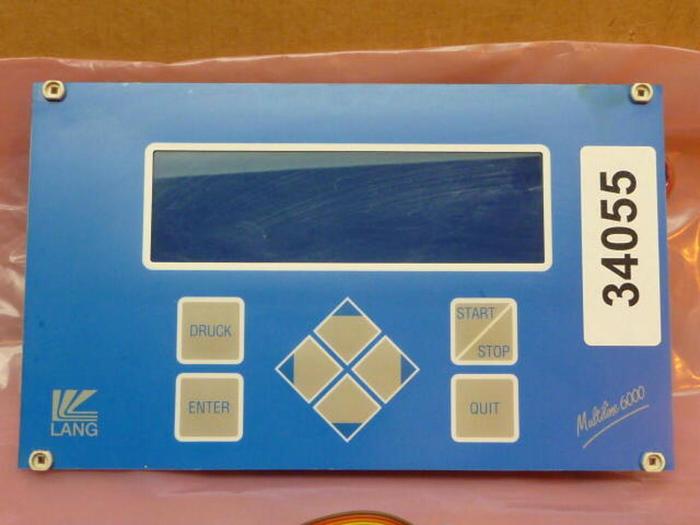 34055
DRUCK
START
STOP
ENTER
QUIT
LANG
Multiline 6000